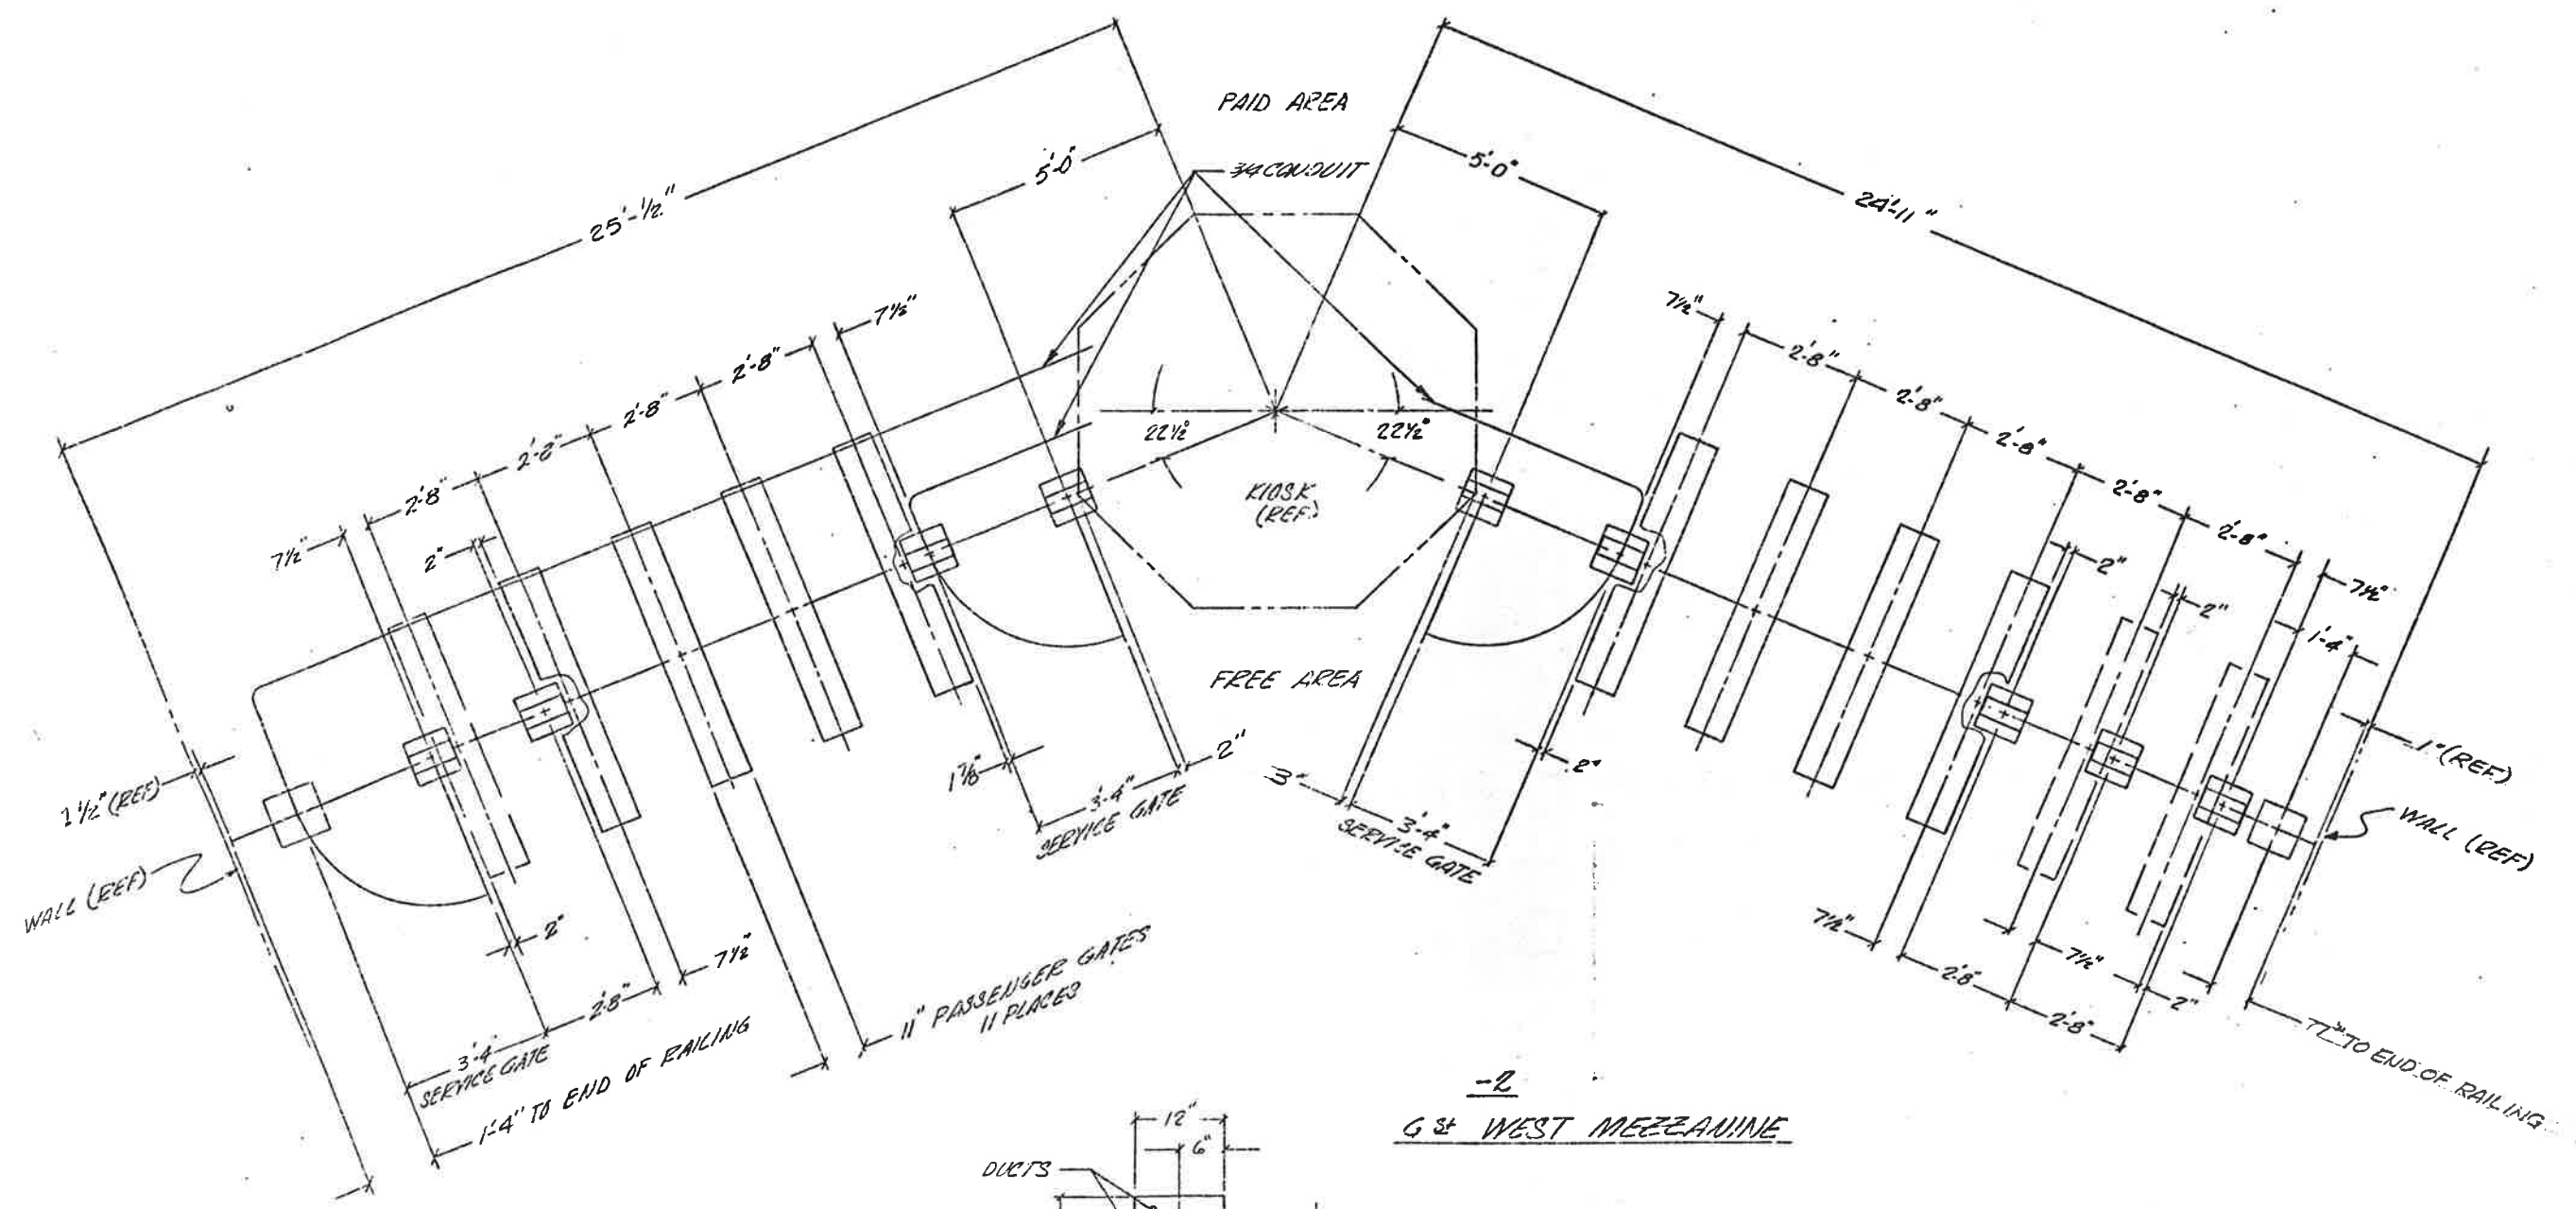 PAID AREA
25'-1/2"
5'-0"
3/4 CONDUIT
5'-0"
24'-11"
7 1/2"
2'-8"
2'-8"
2'-8"
2'-8"
2'-8"
2"
7 1/2"
22 1/2°
22 1/2°
KIOSK
(REF)
7 1/2"
2'-8"
2'-8"
2'-8"
2'-8"
2'-8"
7 1/2"
1'-4"
2"
2"
1" (REF)
WALL (REF)
FREE AREA
1 1/2" (REF)
WALL (REF)
1 7/8"
3'-4"
SERVICE GATE
2"
3"
3'-4"
SERVICE GATE
2"
2"
7 1/2"
2'-8"
3'-4"
SERVICE GATE
1'-4" TO END OF RAILING
11" PASSENGER GATES
11 PLACES
7 1/2"
2'-8"
7 1/2"
2'-8"
2"
TO END OF RAILING
-2
G St WEST MEZZANINE
12"
6"
DUCTS